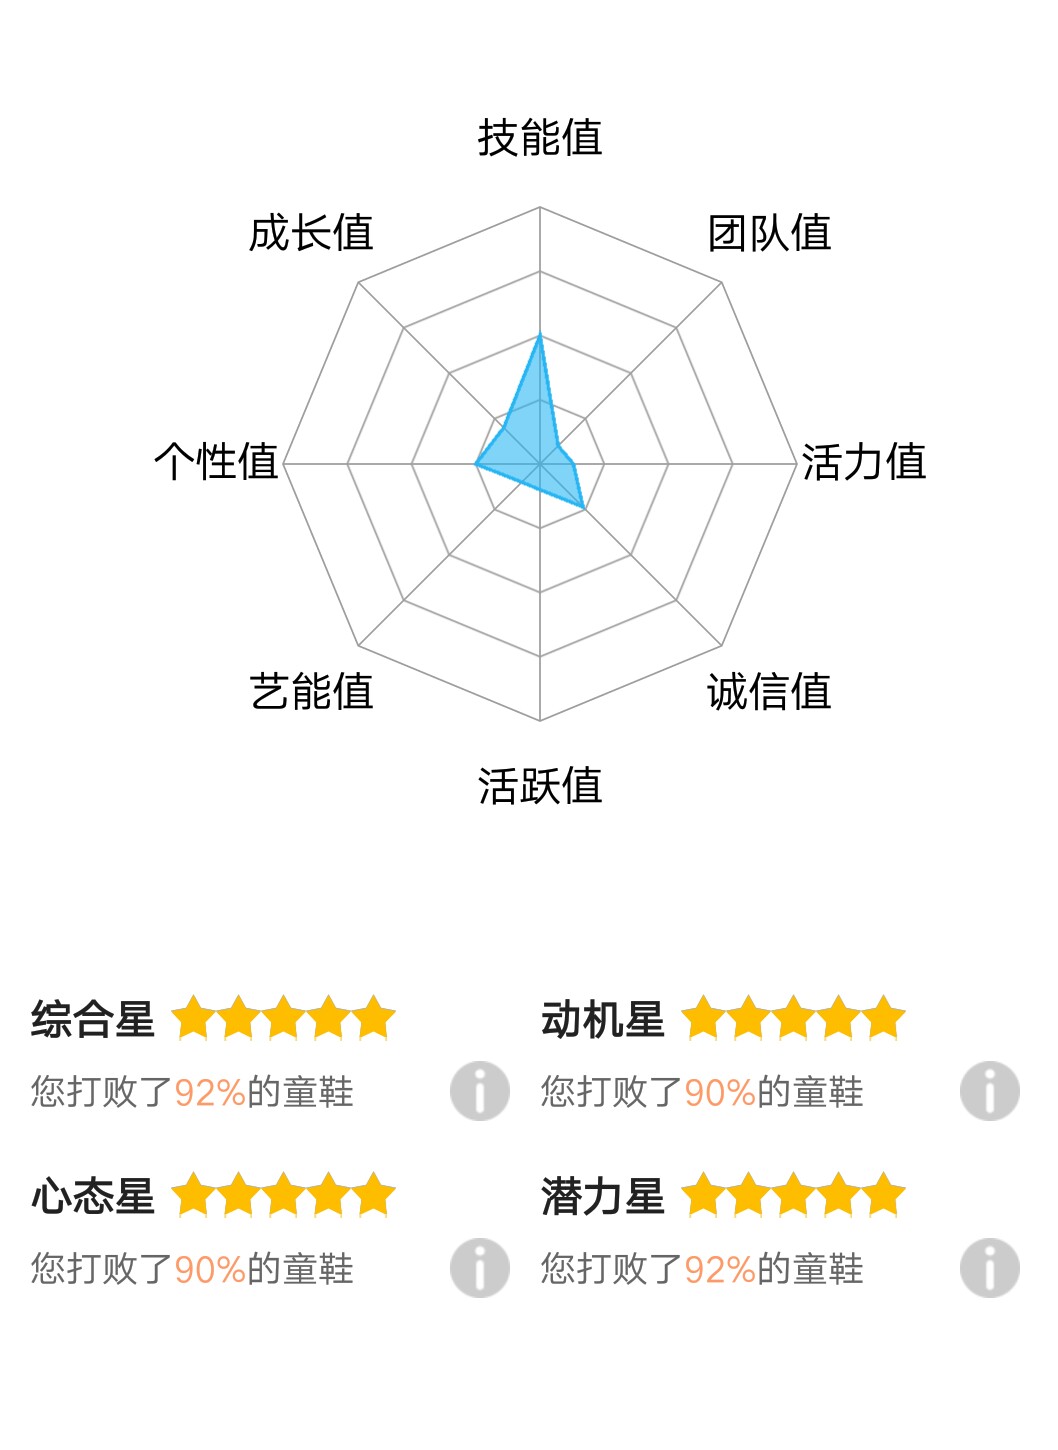 技能值
成长值 团队值
个性值 活力值
艺能值 诚信值
活跃值
综合星 动机星
您打败了92%的童鞋 您打败了90%的童鞋
心态星 潜力星
您打败了90%的童鞋 您打败了92%的童鞋